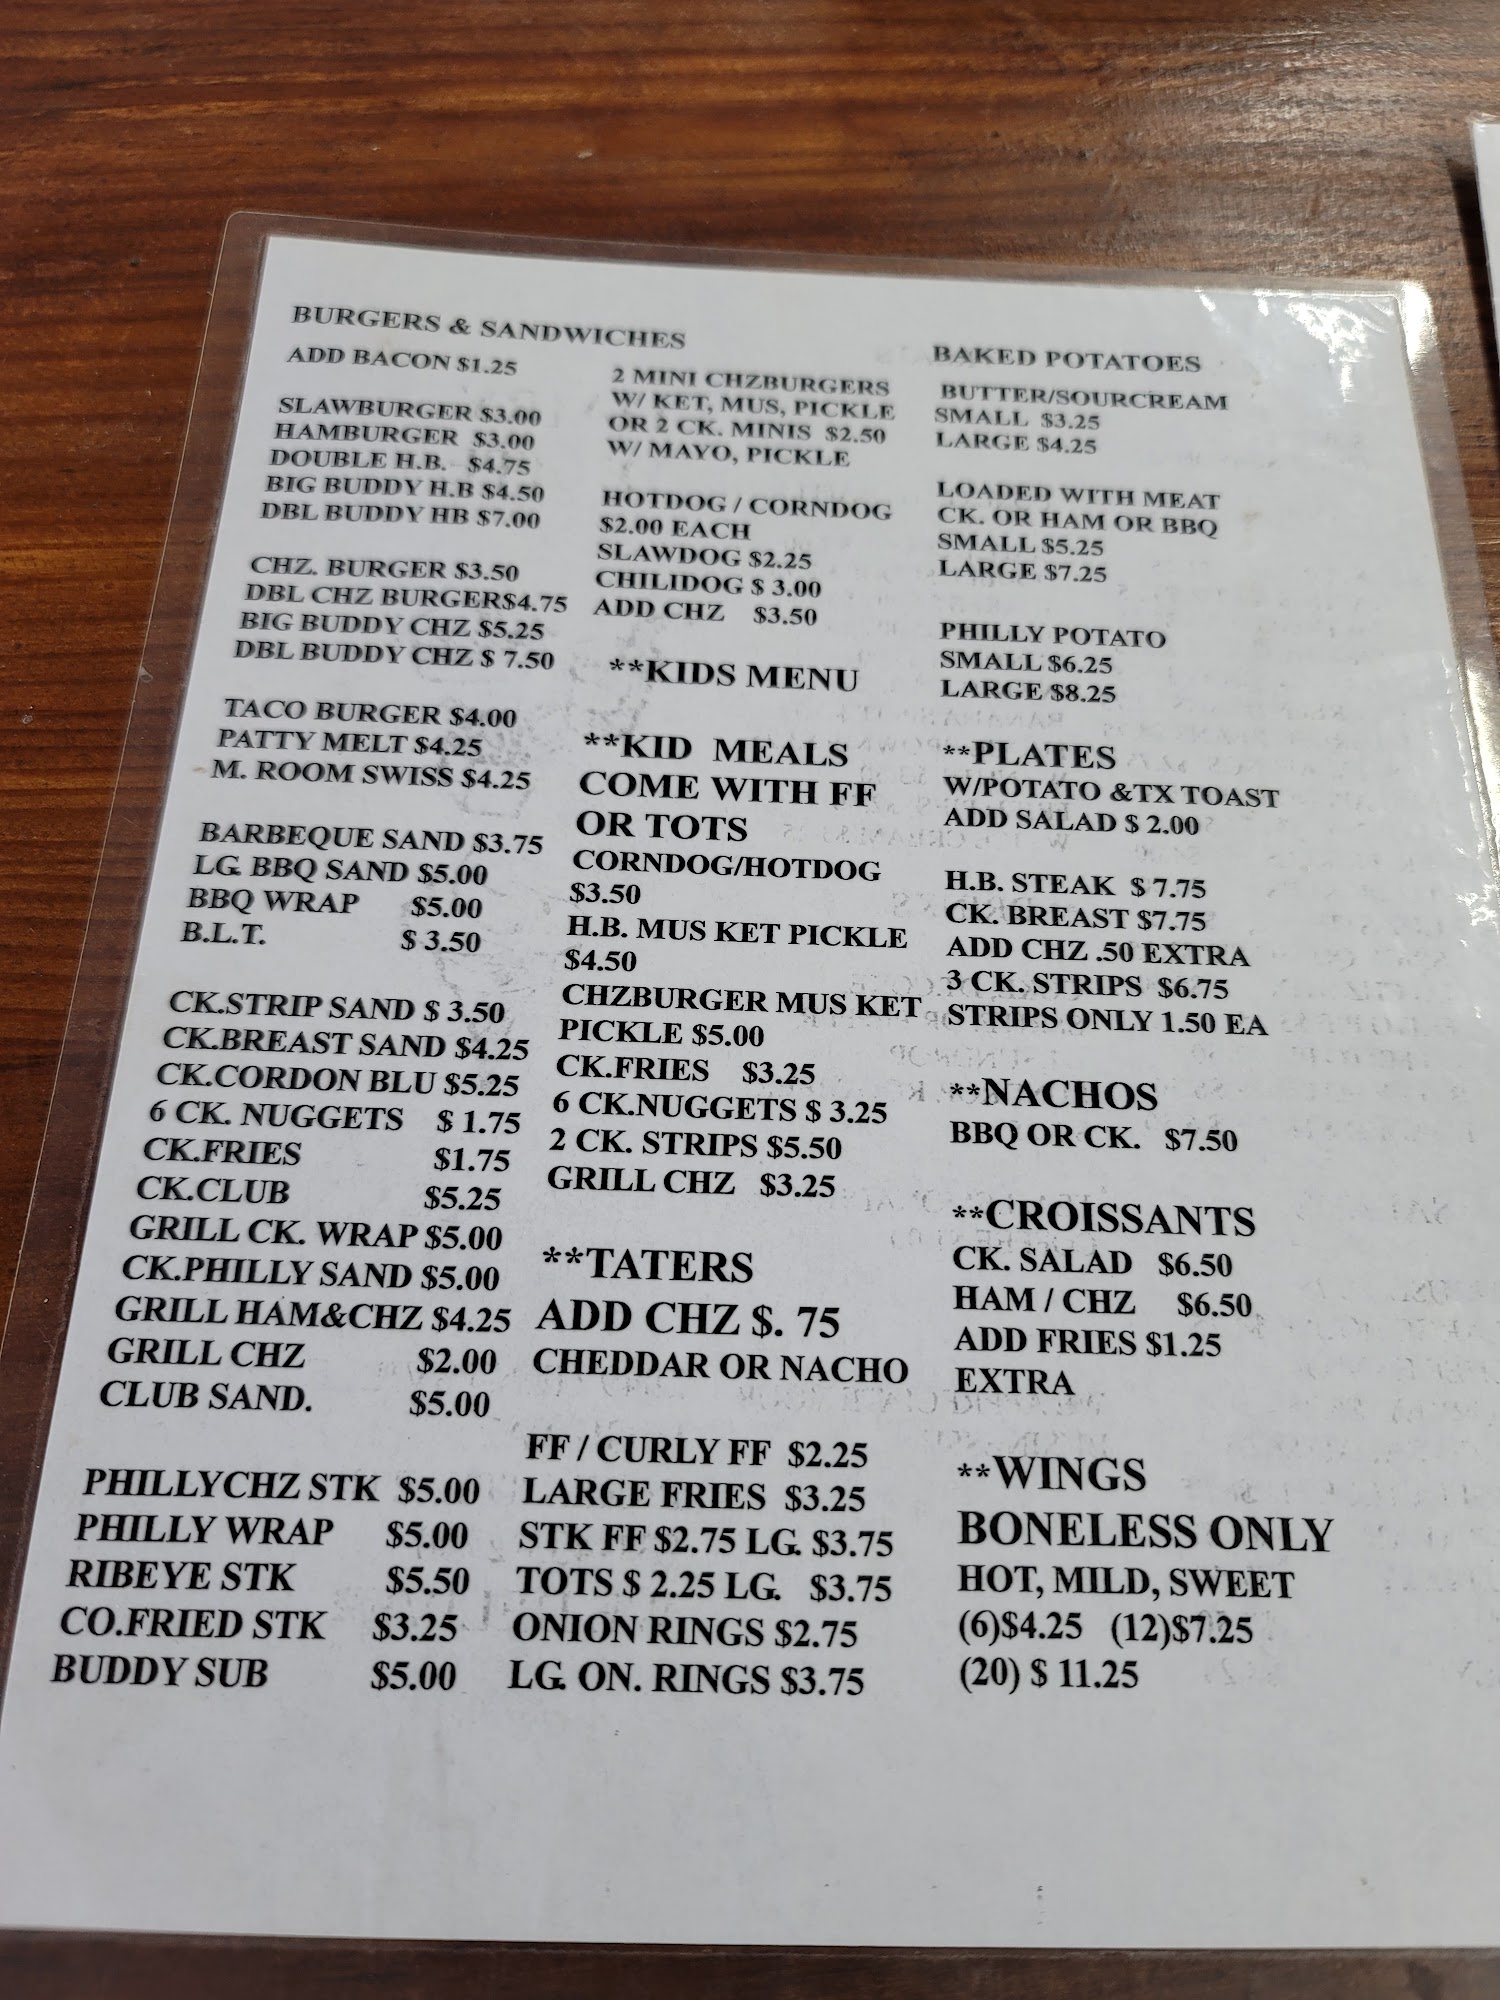 BURGERS & SANDWICHES
ADD BACON $1.25
SLAWBURGER $3.00
HAMBURGER $3.00
DOUBLE H.B. $4.75
BIG BUDDY H.B $4.50
DBL BUDDY HB $7.00
CHZ. BURGER $3.50
DBL CHZ BURGER$4.75
BIG BUDDY CHZ $5.25
DBL BUDDY CHZ $ 7.50
TACO BURGER $4.00
PATTY MELT $4.25
M. ROOM SWISS $4.25
BARBEQUE SAND $3.75
LG. BBQ SAND $5.00
BBQ WRAP $5.00
B.L.T. $ 3.50
CK.STRIP SAND $ 3.50
CK.BREAST SAND $4.25
CK.CORDON BLU $5.25
6 CK. NUGGETS $ 1.75
CK.FRIES $1.75
CK.CLUB $5.25
GRILL CK. WRAP $5.00
CK.PHILLY SAND $5.00
GRILL HAM&CHZ $4.25
GRILL CHZ $2.00
CLUB SAND. $5.00
PHILLYCHZ STK $5.00
PHILLY WRAP $5.00
RIBEYE STK $5.50
CO.FRIED STK $3.25
BUDDY SUB $5.00
2 MINI CHZBURGERS
W/ KET, MUS, PICKLE
OR 2 CK. MINIS $2.50
W/ MAYO, PICKLE
HOTDOG / CORNDOG
$2.00 EACH
SLAWDOG $2.25
CHILIDOG $ 3.00
ADD CHZ $3.50
**KIDS MENU
**KID MEALS
COME WITH FF
OR TOTS
CORNDOG/HOTDOG
$3.50
H.B. MUS KET PICKLE
$4.50
CHZBURGER MUS KET
PICKLE $5.00
CK.FRIES $3.25
6 CK.NUGGETS $ 3.25
2 CK. STRIPS $5.50
GRILL CHZ $3.25
**TATERS
ADD CHZ $. 75
CHEDDAR OR NACHO
FF / CURLY FF $2.25
LARGE FRIES $3.25
STK FF $2.75 LG. $3.75
TOTS $ 2.25 LG. $3.75
ONION RINGS $2.75
LG. ON. RINGS $3.75
BAKED POTATOES
BUTTER/SOURCREAM
SMALL $3.25
LARGE $4.25
LOADED WITH MEAT
CK. OR HAM OR BBQ
SMALL $5.25
LARGE $7.25
PHILLY POTATO
SMALL $6.25
LARGE $8.25
**PLATES
W/POTATO &TX TOAST
ADD SALAD $ 2.00
H.B. STEAK $ 7.75
CK. BREAST $7.75
ADD CHZ .50 EXTRA
3 CK. STRIPS $6.75
STRIPS ONLY 1.50 EA
**NACHOS
BBQ OR CK. $7.50
**CROISSANTS
CK. SALAD $6.50
HAM / CHZ $6.50
ADD FRIES $1.25
EXTRA
**WINGS
BONELESS ONLY
HOT, MILD, SWEET
(6)$4.25 (12)$7.25
(20) $ 11.25